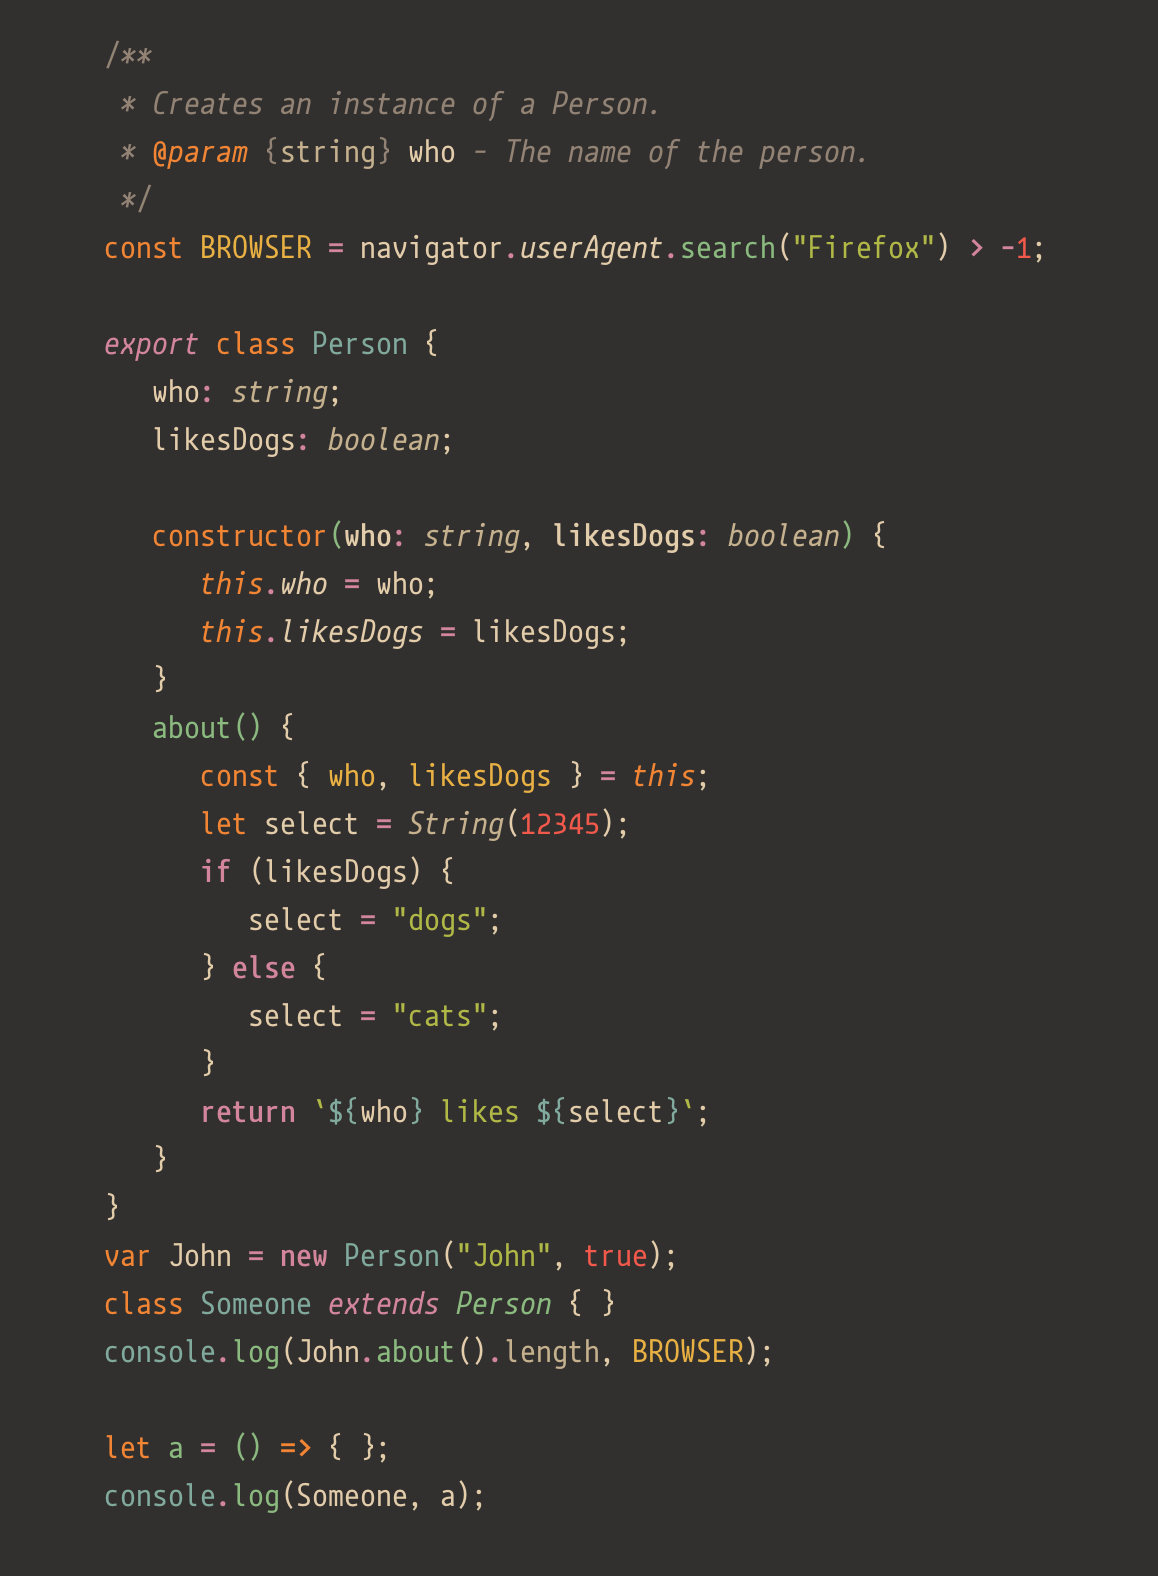 /**
 * Creates an instance of a Person.
 * @param {string} who - The name of the person.
 */
const BROWSER = navigator.userAgent.search("Firefox") > -1;

export class Person {
   who: string;
   likesDogs: boolean;

   constructor(who: string, likesDogs: boolean) {
      this.who = who;
      this.likesDogs = likesDogs;
   }
   about() {
      const { who, likesDogs } = this;
      let select = String(12345);
      if (likesDogs) {
         select = "dogs";
      } else {
         select = "cats";
      }
      return `${who} likes ${select}`;
   }
}
var John = new Person("John", true);
class Someone extends Person { }
console.log(John.about().length, BROWSER);

let a = () => { };
console.log(Someone, a);